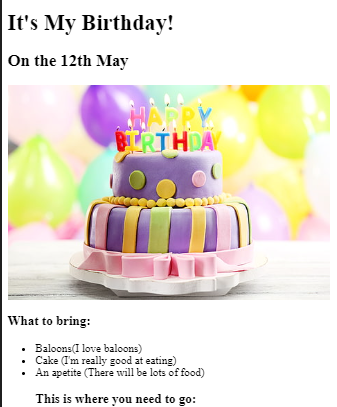 It's My Birthday!
On the 12th May
HAPPY
BIRTHDAY
What to bring:
Baloons(I love baloons)
Cake (I'm really good at eating)
An apetite (There will be lots of food)
This is where you need to go: